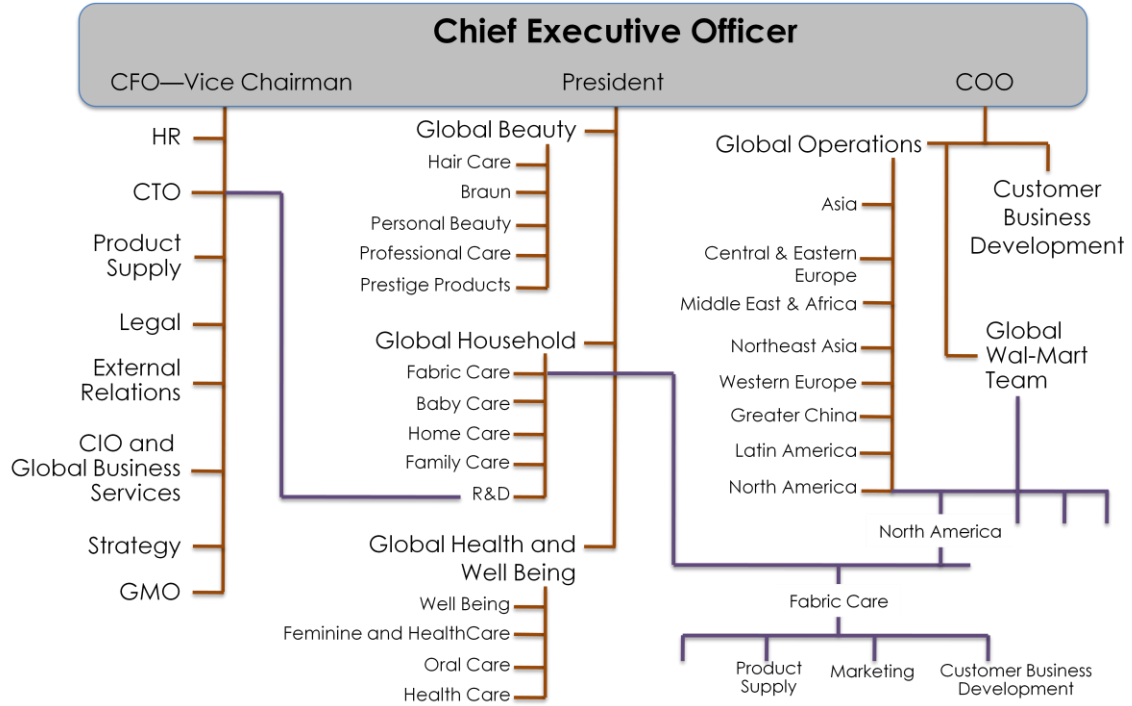 Chief Executive Officer
CFO—Vice Chairman
President
COO
HR
CTO
Product
Supply
Legal
External
Relations
CIO and
Global Business
Services
Strategy
GMO
Global Beauty
Hair Care
Braun
Personal Beauty
Professional Care
Prestige Products
Global Household
Fabric Care
Baby Care
Home Care
Family Care
R&D
Global Health and
Well Being
Well Being
Feminine and HealthCare
Oral Care
Health Care
Global Operations
Asia
Central & Eastern
Europe
Middle East & Africa
Northeast Asia
Western Europe
Greater China
Latin America
North America
Customer
Business
Development
Global
Wal-Mart
Team
North America
Fabric Care
Product
Supply
Marketing
Customer Business
Development